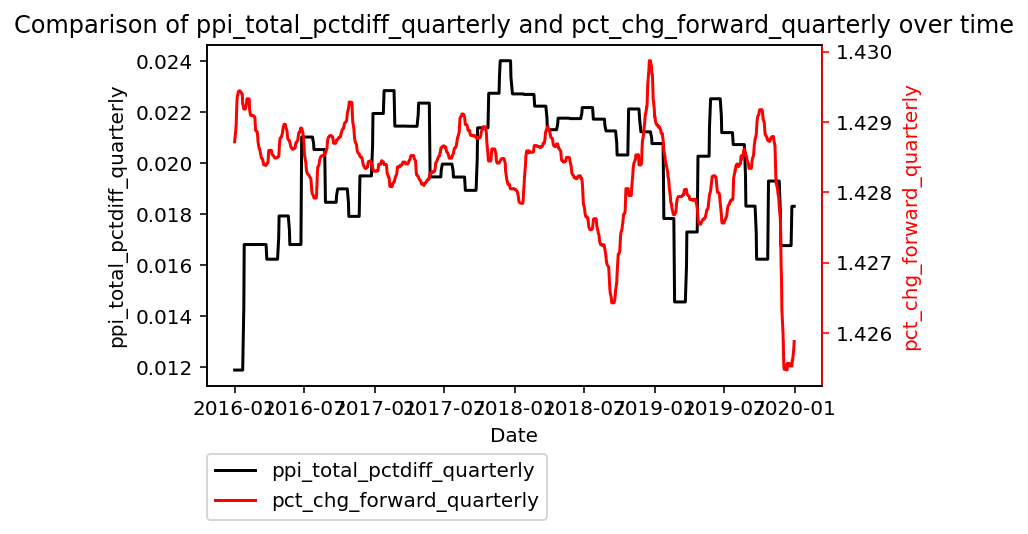 Comparison of ppi_total_pctdiff_quarterly and pct_chg_forward_quarterly over time
ppi_total_pctdiff_quarterly
0.024
0.022
0.020
0.018
0.016
0.014
0.012
1.430
1.429
1.428
1.427
1.426
pct_chg_forward_quarterly
2016-01 2016-07 2017-01 2017-07 2018-01 2018-07 2019-01 2019-07 2020-01
Date
ppi_total_pctdiff_quarterly
pct_chg_forward_quarterly